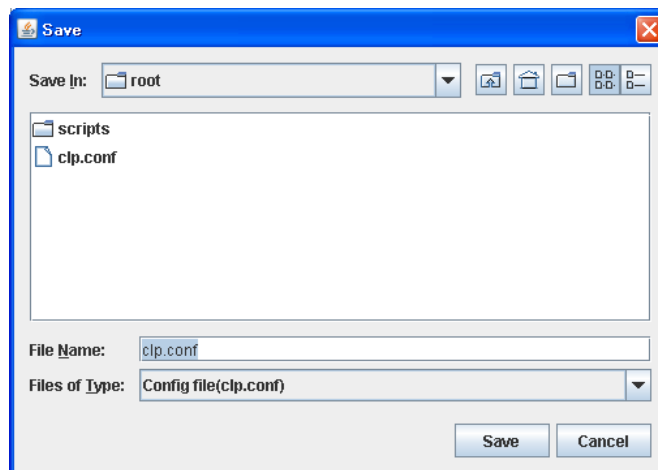 Save
Save In: root
scripts
clp.conf
File Name: clp.conf
Files of Type: Config file(clp.conf)
Save Cancel